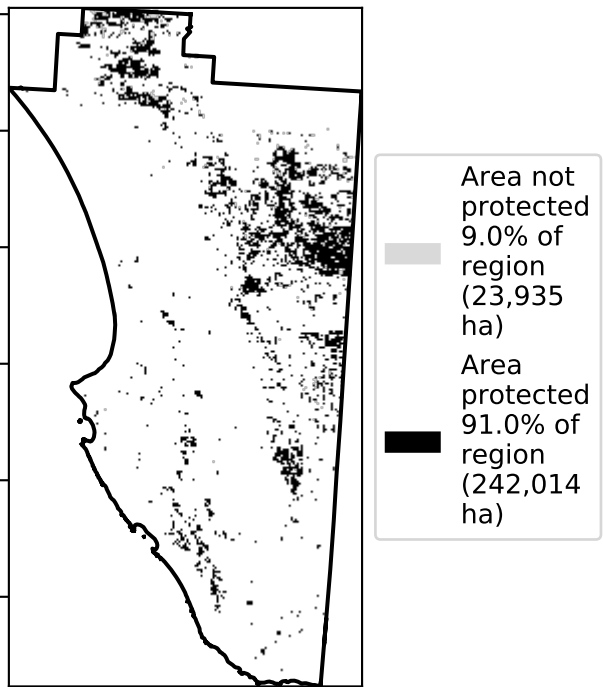 Area not
protected
9.0% of
region
(23,935
ha)
Area
protected
91.0% of
region
(242,014
ha)